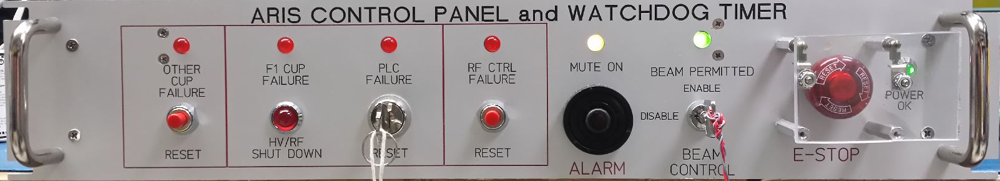 ARIS CONTROL PANEL and WATCHDOG TIMER
OTHER
CUP
FAILURE
RESET
F1 CUP
FAILURE
HV/RF
SHUT DOWN
PLC
FAILURE
RESET
RF CTRL
FAILURE
RESET
MUTE ON
ALARM
BEAM PERMITTED
ENABLE
DISABLE
BEAM
CONTROL
RESET
RESET
RESET
E-STOP
POWER
OK